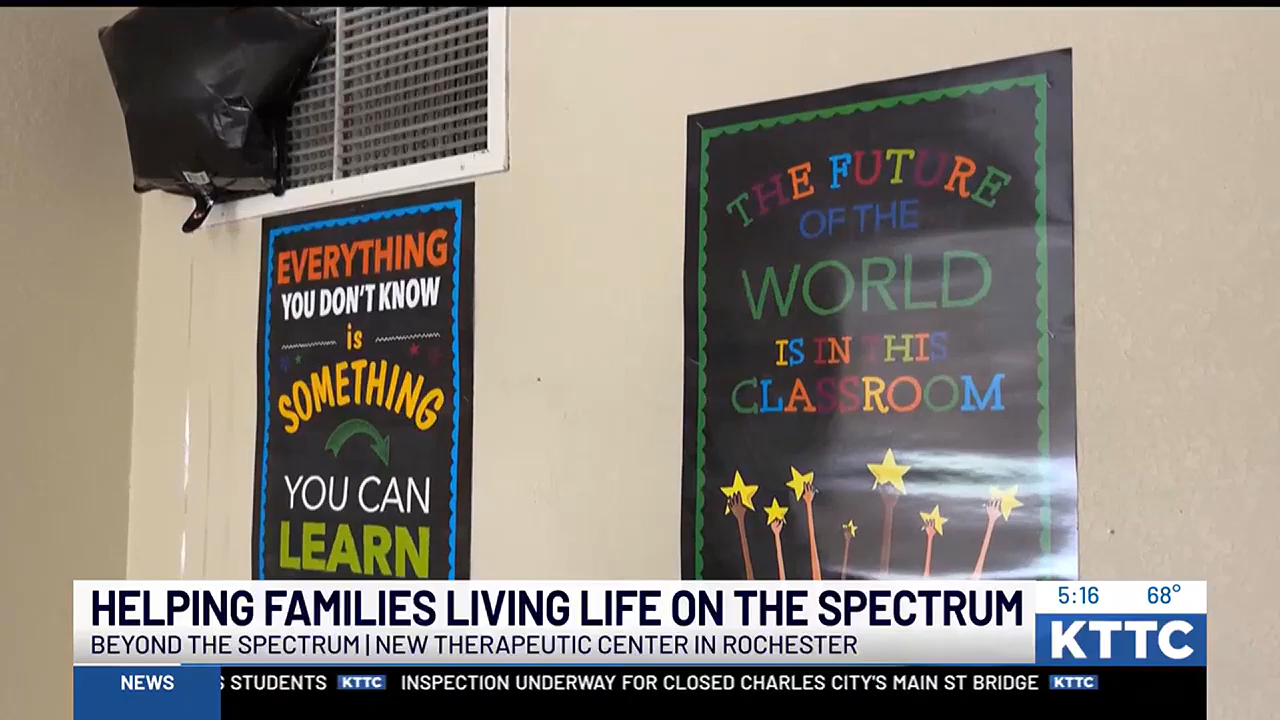 EVERYTHING
YOU DON'T KNOW
is
SOMETHING
YOU CAN
LEARN
THE FUTURE
OF THE
WORLD
IS IN THIS
CLASSROOM
HELPING FAMILIES LIVING LIFE ON THE SPECTRUM
BEYOND THE SPECTRUM | NEW THERAPEUTIC CENTER IN ROCHESTER
5:16 68°
KTTC
NEWS
STUDENTS KTTC INSPECTION UNDERWAY FOR CLOSED CHARLES CITY'S MAIN ST BRIDGE KTTC